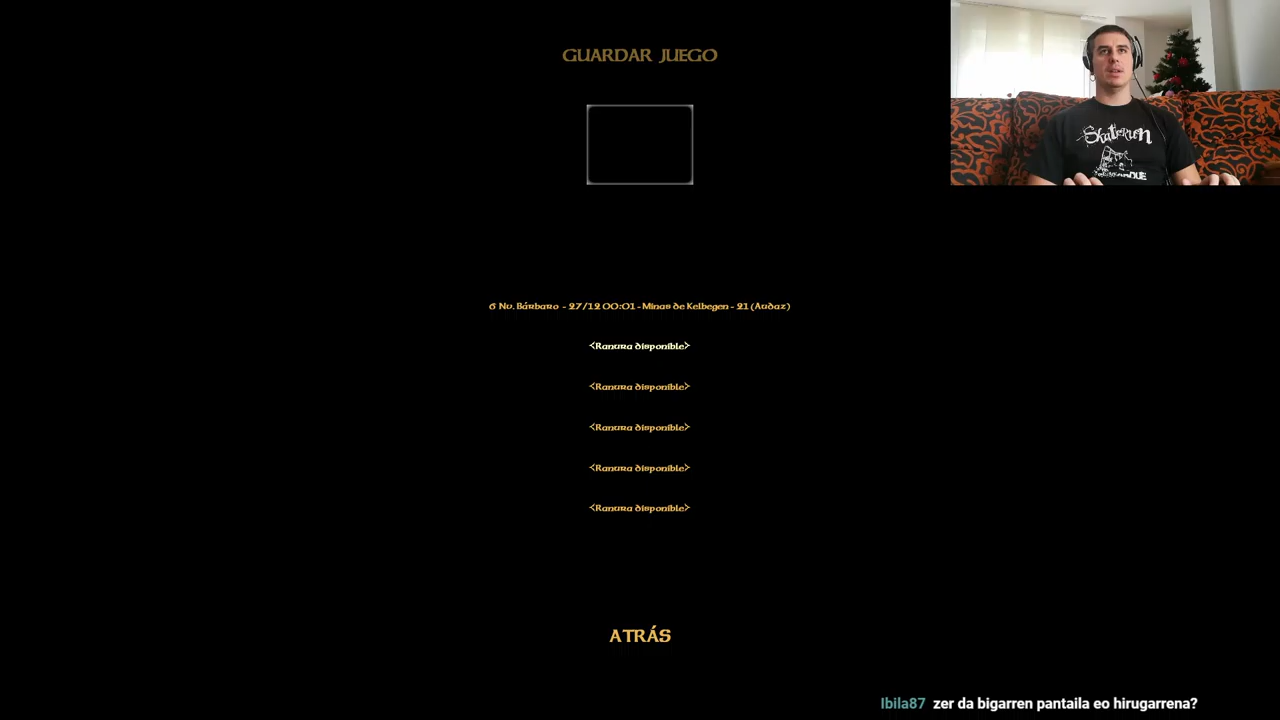 GUARDAR JUEGO
6 Nv. Bárbaro - 27/12 00:01 - Minas de Kelbegen - 21 (Audaz)
<Ranura disponible>
<Ranura disponible>
<Ranura disponible>
<Ranura disponible>
<Ranura disponible>
ATRÁS
Ibila87 zer da bigarren pantaila eo hirugarrena?